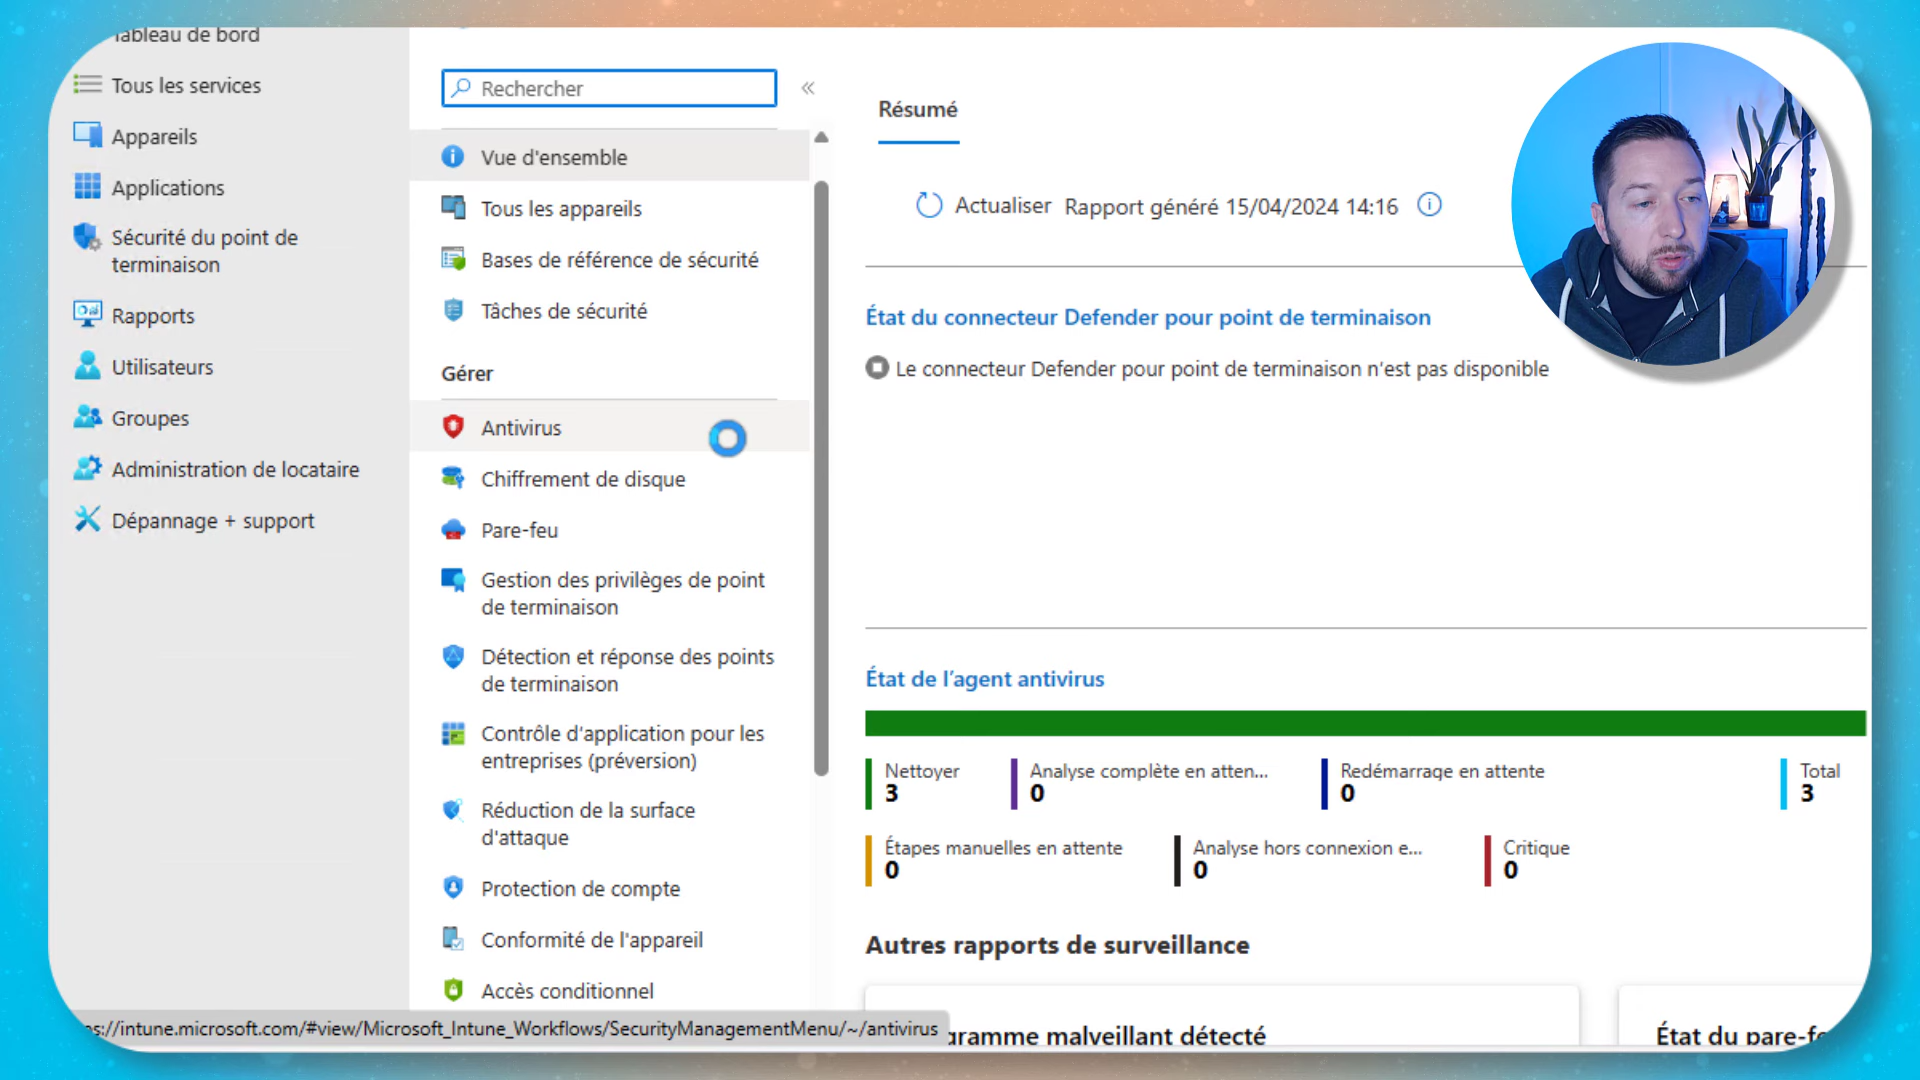 Tableau de bord
Tous les services
Appareils
Applications
Sécurité du point de
terminaison
Rapports
Utilisateurs
Groupes
Administration de locataire
Dépannage + support
Rechercher
Vue d'ensemble
Tous les appareils
Bases de référence de sécurité
Tâches de sécurité
Gérer
Antivirus
Chiffrement de disque
Pare-feu
Gestion des privilèges de point
de terminaison
Détection et réponse des points
de terminaison
Contrôle d'application pour les
entreprises (préversion)
Réduction de la surface
d'attaque
Protection de compte
Conformité de l'appareil
Accès conditionnel
Résumé
Actualiser Rapport généré 15/04/2024 14:16
État du connecteur Defender pour point de terminaison
Le connecteur Defender pour point de terminaison n'est pas disponible
État de l'agent antivirus
Nettoyer
3
Analyse complète en atten...
0
Redémarrage en attente
0
Total
3
Étapes manuelles en attente
0
Analyse hors connexion e...
0
Critique
0
Autres rapports de surveillance
gramme malveillant détecté
État du pare-fe
ps://intune.microsoft.com/#view/Microsoft_Intune_Workflows/SecurityManagementMenu/~/antivirus